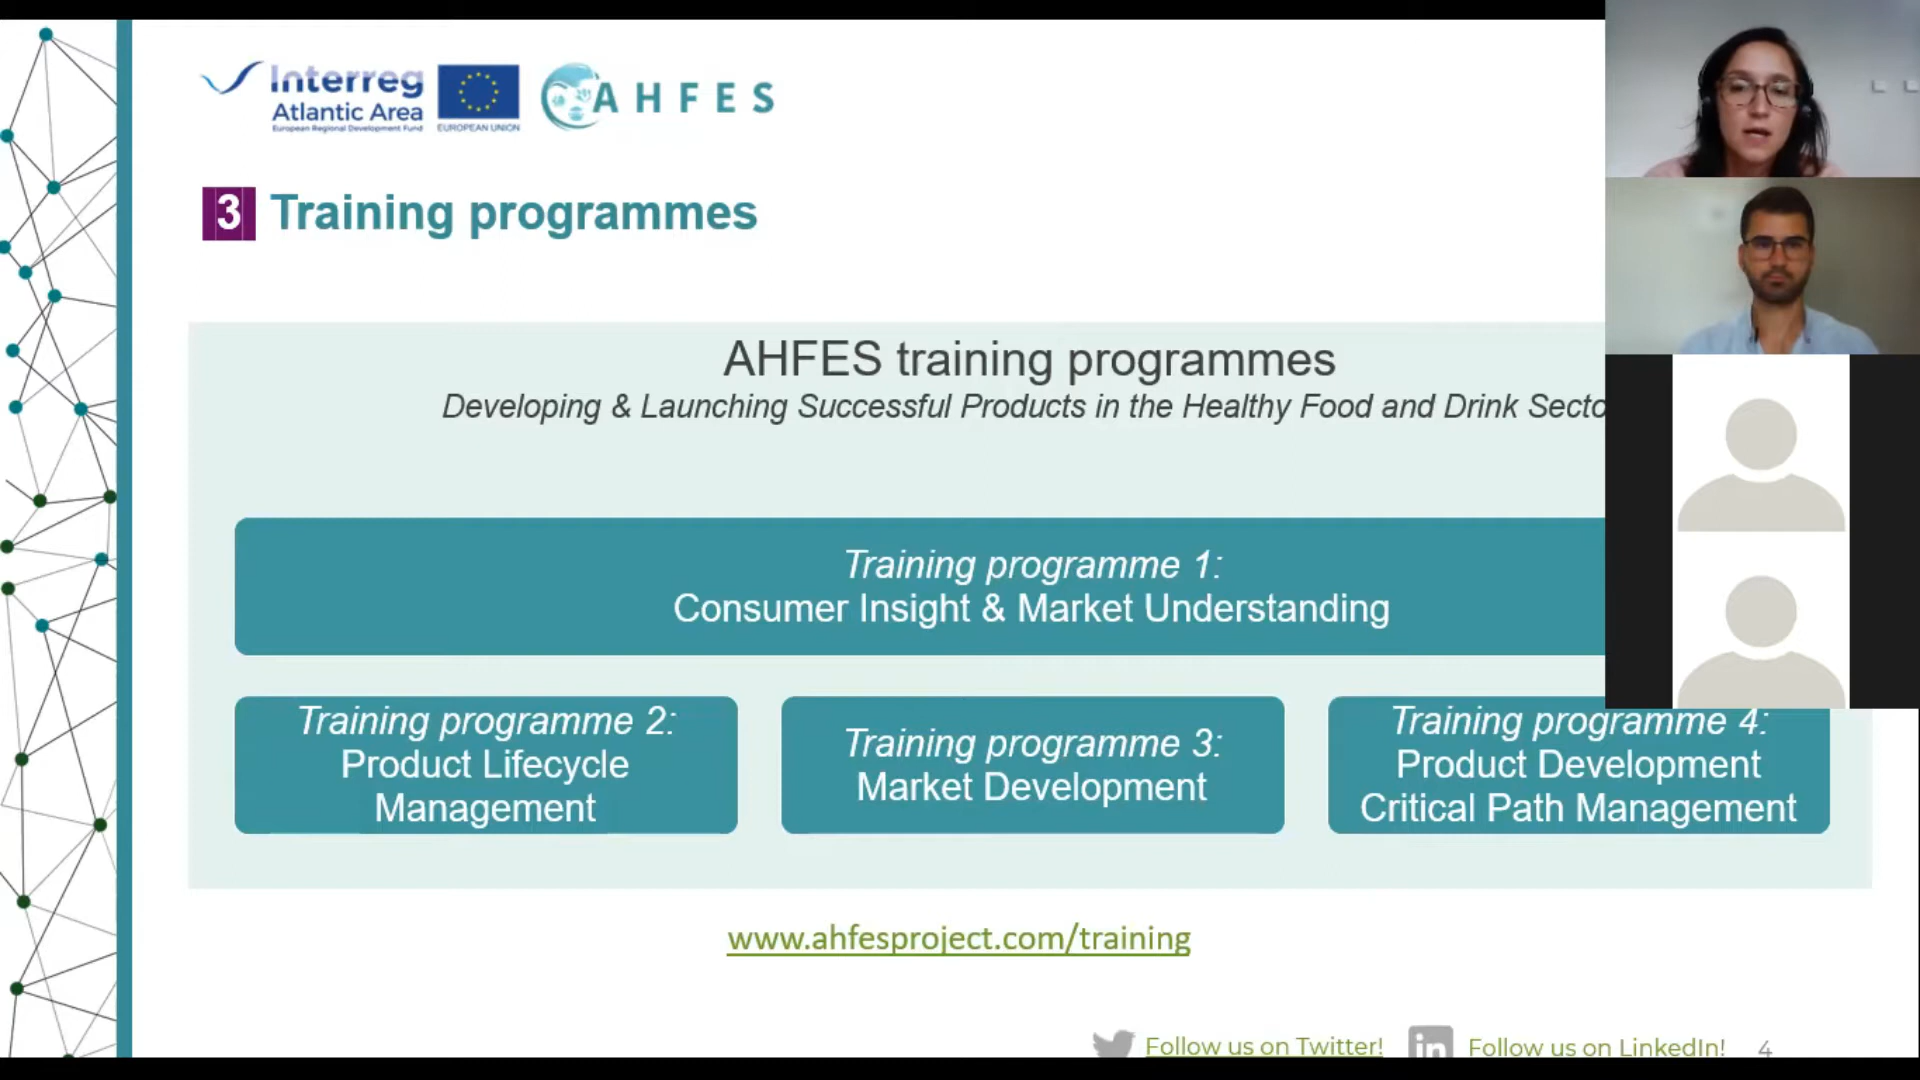 Interreg
Atlantic Area
European Regional Development Fund
EUROPEAN UNION
AHFES
3 Training programmes
AHFES training programmes
Developing & Launching Successful Products in the Healthy Food and Drink Secto
Training programme 1:
Consumer Insight & Market Understanding
Training programme 2:
Product Lifecycle
Management
Training programme 3:
Market Development
Training programme 4:
Product Development
Critical Path Management
www.ahfesproject.com/training
Follow us on Twitter!
in
Follow us on LinkedIn!
4